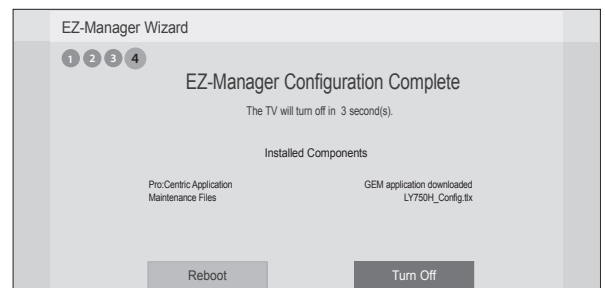 EZ-Manager Wizard
1 2 3 4
EZ-Manager Configuration Complete
The TV will turn off in 3 second(s).
Installed Components
Pro:Centric Application GEM application downloaded
Maintenance Files LY750H_Config.tlx
Reboot Turn Off